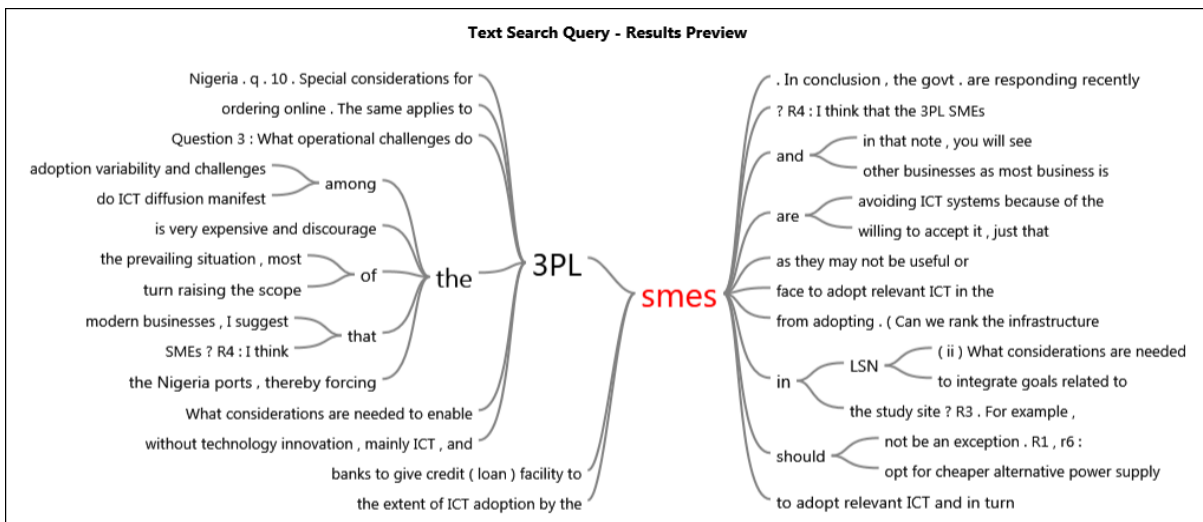 Text Search Query - Results Preview
Nigeria . q . 10 . Special considerations for
ordering online . The same applies to
Question 3 : What operational challenges do
adoption variability and challenges
do ICT diffusion manifest
among
is very expensive and discourage
the prevailing situation , most
turn raising the scope
of
modern businesses , I suggest
SMEs ? R4 : I think
that
the Nigeria ports , thereby forcing
the
What considerations are needed to enable
without technology innovation , mainly ICT , and
3PL
banks to give credit ( loan ) facility to
the extent of ICT adoption by the
smes
. In conclusion , the govt . are responding recently
? R4 : I think that the 3PL SMEs
and
in that note , you will see
other businesses as most business is
are
avoiding ICT systems because of the
willing to accept it , just that
as they may not be useful or
face to adopt relevant ICT in the
from adopting . ( Can we rank the infrastructure
in
LSN
( ii ) What considerations are needed
to integrate goals related to
the study site ? R3 . For example ,
should
not be an exception . R1 , r6 :
opt for cheaper alternative power supply
to adopt relevant ICT and in turn